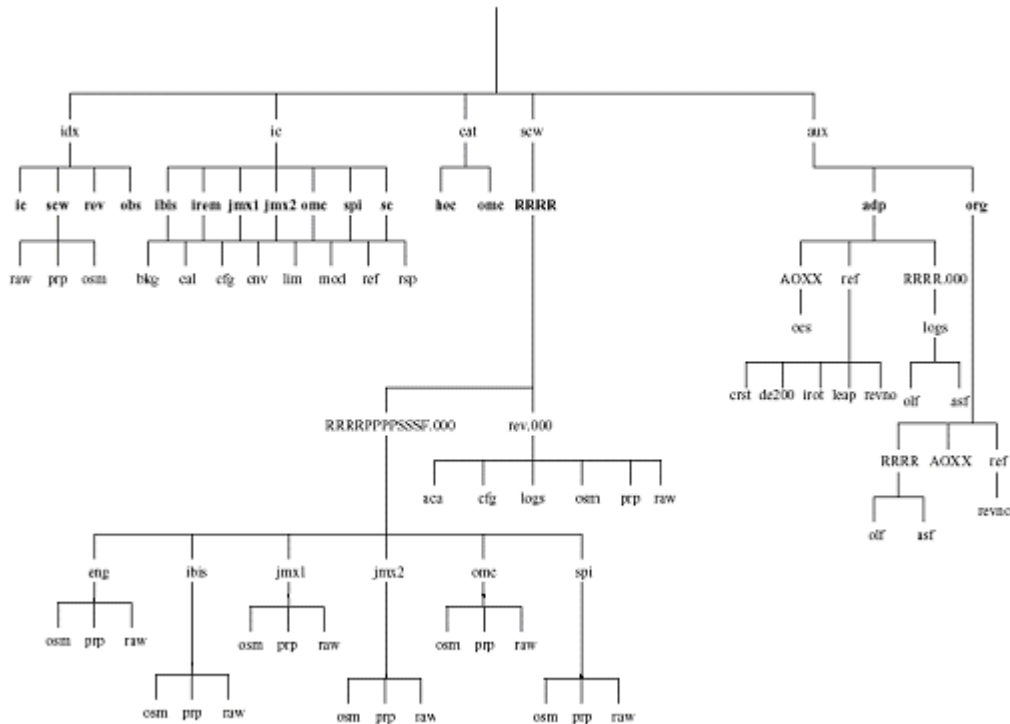 idx ic cat scw aux
ic scw rev obs ibis irem jmx1 jmx2 omc spi sc hec omc RRRR adp org
raw prp osm bkg cal cfg cnv lim mod ref rsp AOXX ref RRRR.000
ocs logs
crst de200 irot leap revno olf asf
RRRRPPPPSSSF.000 rev.000
RRRR AOXX ref
aca cfg logs osm prp raw
revno
olf asf
eng ibis jmx1 jmx2 omc spi
osm prp raw osm prp raw osm prp raw
osm prp raw osm prp raw osm prp raw